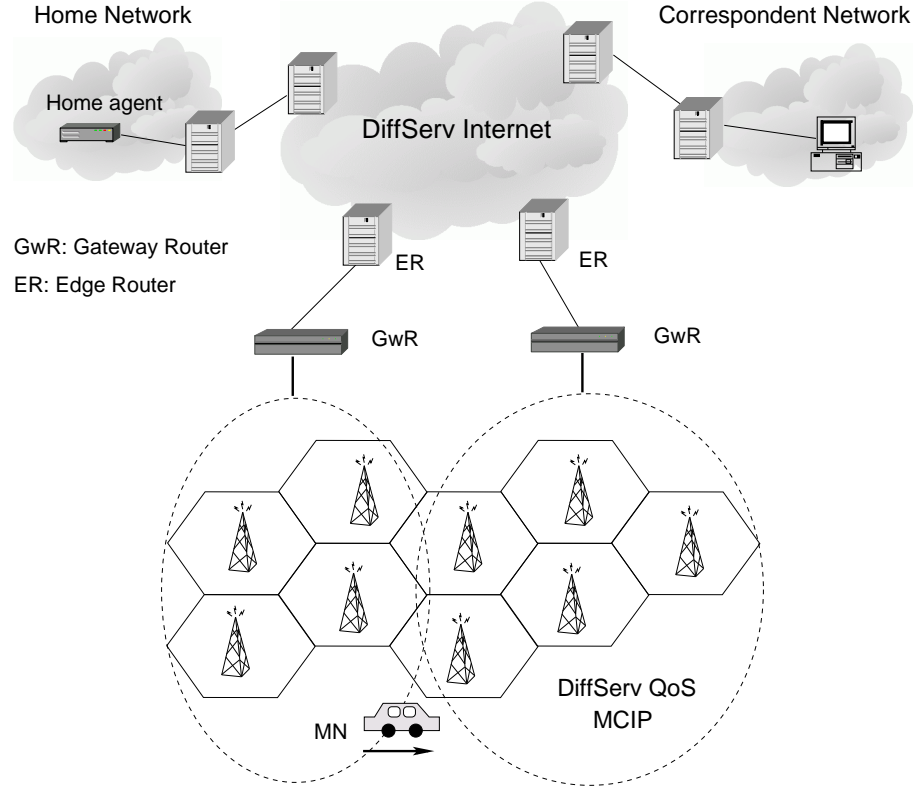 Home Network
Correspondent Network
Home agent
DiffServ Internet
GwR: Gateway Router
ER: Edge Router
ER
ER
GwR
GwR
DiffServ QoS
MCIP
MN